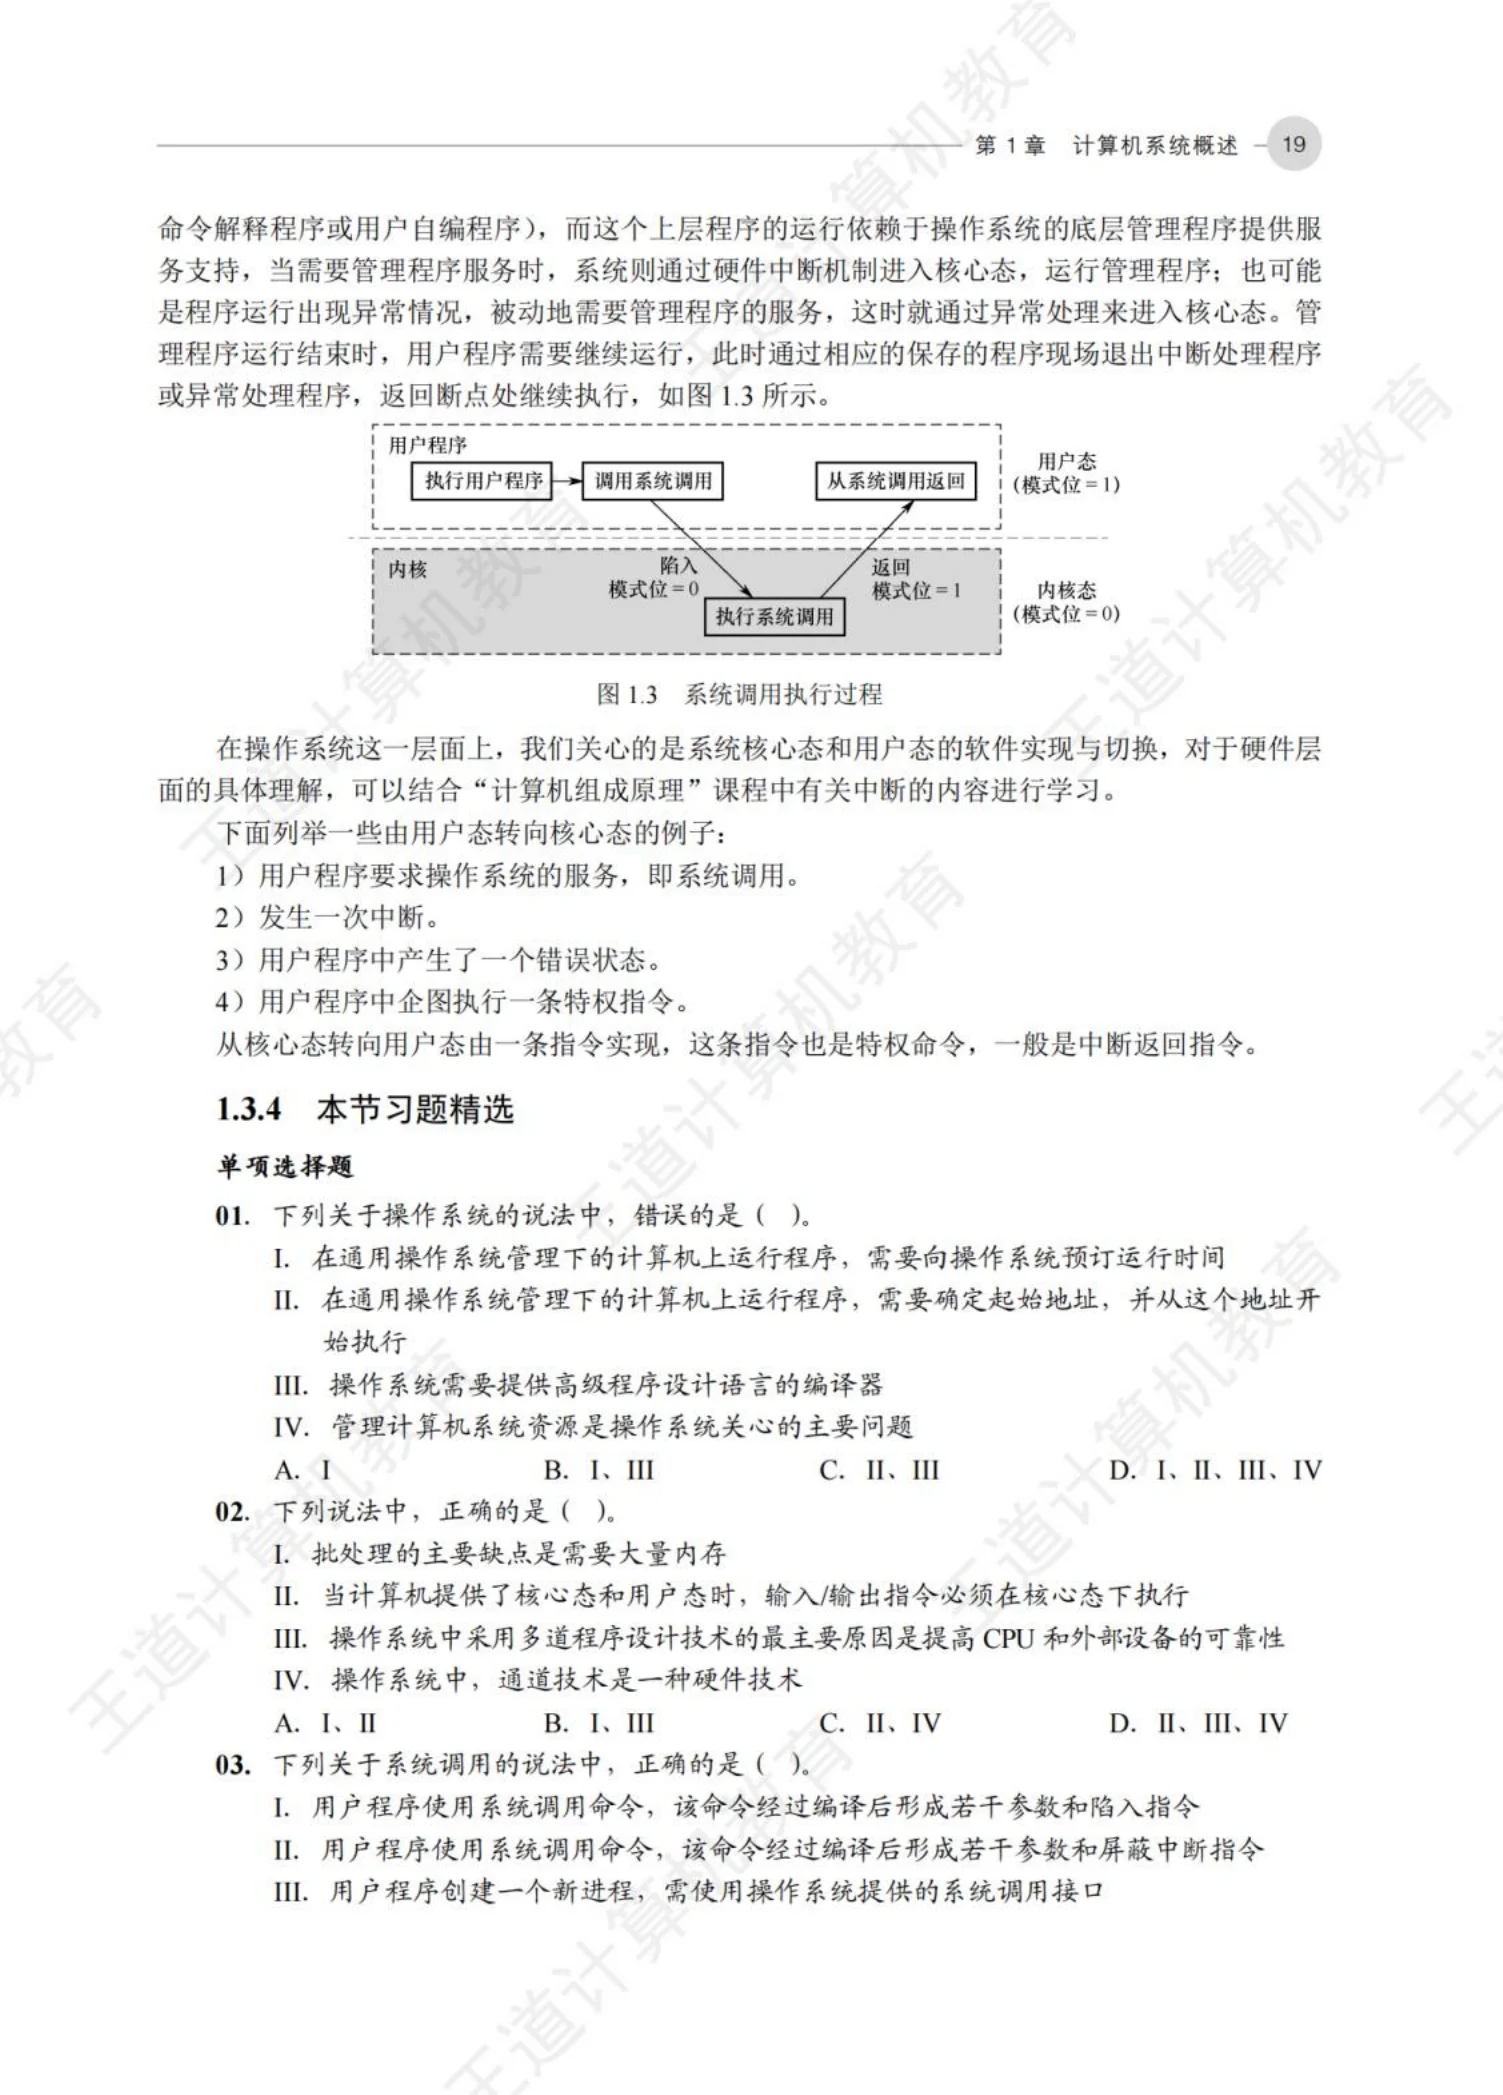 第 1 章 计算机系统概述 19
命令解释程序或用户自编程序)，而这个上层程序的运行依赖于操作系统的底层管理程序提供服
务支持，当需要管理程序服务时，系统则通过硬件中断机制进入核心态，运行管理程序；也可能
是程序运行出现异常情况，被动地需要管理程序的服务，这时就通过异常处理来进入核心态。管
理程序运行结束时，用户程序需要继续运行，此时通过相应的保存的程序现场退出中断处理程序
或异常处理程序，返回断点处继续执行，如图 1.3 所示。
用户程序
执行用户程序
调用系统调用
从系统调用返回
用户态
(模式位=1)
内核
陷入
模式位=0
返回
模式位=1
执行系统调用
内核态
(模式位=0)
图 1.3 系统调用执行过程
在操作系统这一层面上，我们关心的是系统核心态和用户态的软件实现与切换，对于硬件层
面的具体理解，可以结合“计算机组成原理”课程中有关中断的内容进行学习。
下面列举一些由用户态转向核心态的例子：
1）用户程序要求操作系统的服务，即系统调用。
2）发生一次中断。
3）用户程序中产生了一个错误状态。
4）用户程序中企图执行一条特权指令。
从核心态转向用户态由一条指令实现，这条指令也是特权命令，一般是中断返回指令。
1.3.4 本节习题精选
单项选择题
01. 下列关于操作系统的说法中，错误的是（ ）。
I. 在通用操作系统管理下的计算机上运行程序，需要向操作系统预订运行时间
II. 在通用操作系统管理下的计算机上运行程序，需要确定起始地址，并从这个地址开
始执行
III. 操作系统需要提供高级程序设计语言的编译器
IV. 管理计算机系统资源是操作系统关心的主要问题
A. I B. I、III C. II、III D. I、II、III、IV
02. 下列说法中，正确的是（ ）。
I. 批处理的主要缺点是需要大量内存
II. 当计算机提供了核心态和用户态时，输入/输出指令必须在核心态下执行
III. 操作系统中采用多道程序设计技术的最主要原因是提高 CPU 和外部设备的可靠性
IV. 操作系统中，通道技术是一种硬件技术
A. I、II B. I、III C. II、IV D. II、III、IV
03. 下列关于系统调用的说法中，正确的是（ ）。
I. 用户程序使用系统调用命令，该命令经过编译后形成若干参数和陷入指令
II. 用户程序使用系统调用命令，该命令经过编译后形成若干参数和屏蔽中断指令
III. 用户程序创建一个新进程，需使用操作系统提供的系统调用接口
王道计算机教育